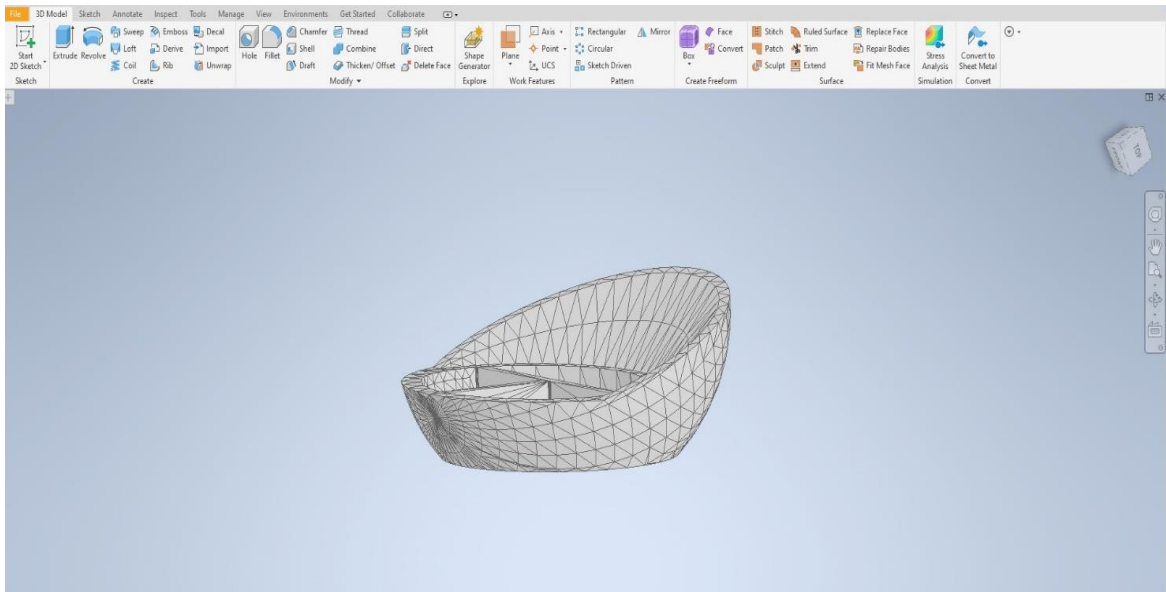 File 3D Model Sketch Annotate Inspect Tools Manage View Environments Get Started Collaborate
Sweep Emboss Decal Chamfer Thread Split Axis Rectangular Mirror Face Stitch Ruled Surface Replace Face
Start 2D Sketch Extrude Revolve Loft Derive Import Hole Fillet Shell Combine Direct Shape Generator Plane Point Circular Box Convert Patch Trim Repair Bodies Stress Analysis Convert to Sheet Metal
Coil Rib Unwrap Draft Thicken/ Offset Delete Face UCS Sketch Driven Sculpt Extend Fit Mesh Face
Sketch Create Modify Explore Work Features Pattern Create Freeform Surface Simulation Convert
TOP